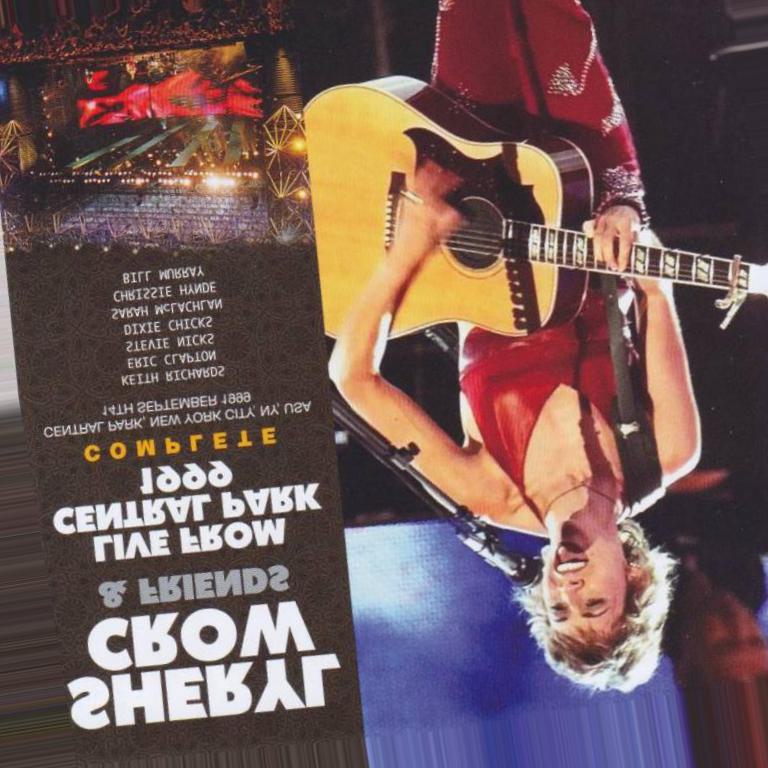 SHERYL
CROW
& FRIENDS
LIVE FROM
CENTRAL PARK
1999
COMPLETE
CENTRAL PARK, NEW YORK CITY, NY, USA
14TH SEPTEMBER 1999
KEITH RICHARDS
ERIC CLAPTON
STEVIE NICKS
DIXIE CHICKS
SARAH McLACHLAN
CHRISSIE HYNDE
BILL MURRAY